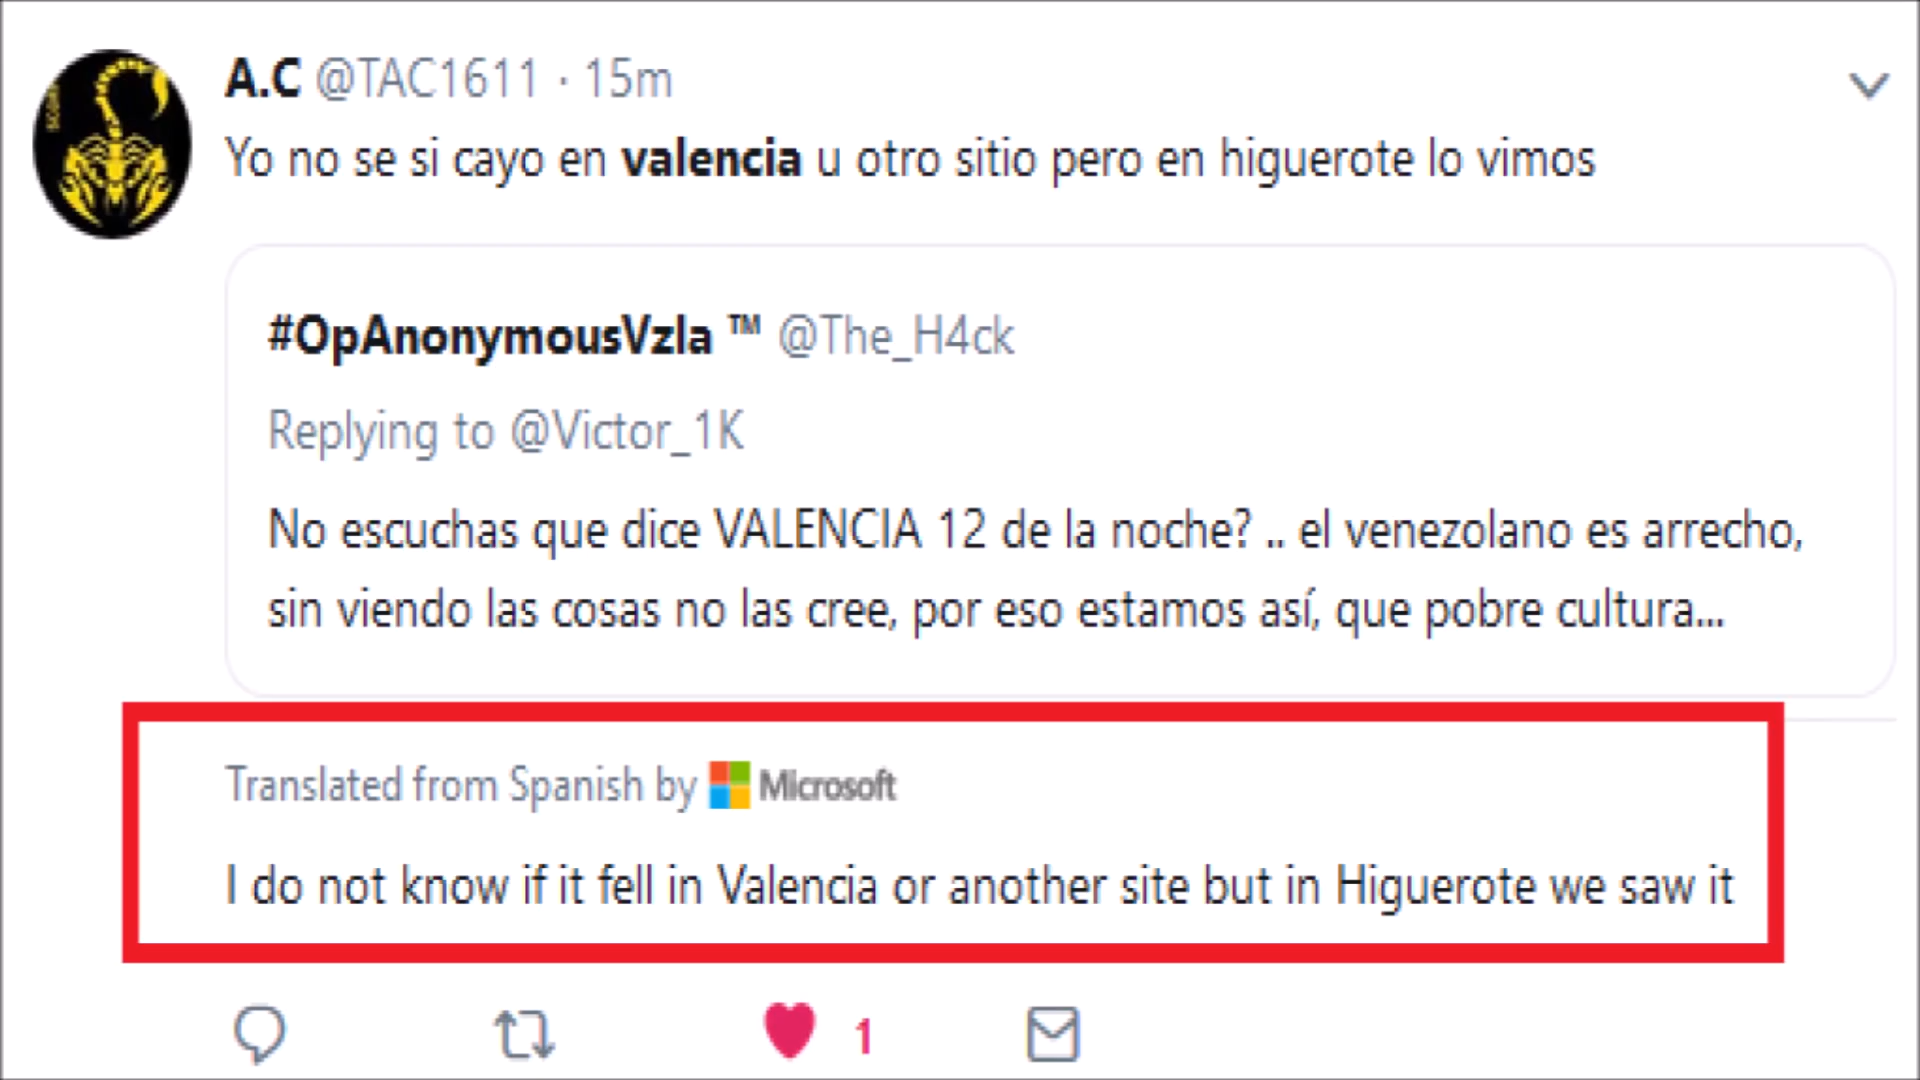 A.C @TAC1611 · 15m
Yo no se si cayo en valencia u otro sitio pero en higuerote lo vimos
#OpAnonymousVzla ™ @The_H4ck
Replying to @Victor_1K
No escuchas que dice VALENCIA 12 de la noche? .. el venezolano es arrecho,
sin viendo las cosas no las cree, por eso estamos así, que pobre cultura...
Translated from Spanish by Microsoft
I do not know if it fell in Valencia or another site but in Higuerote we saw it
1